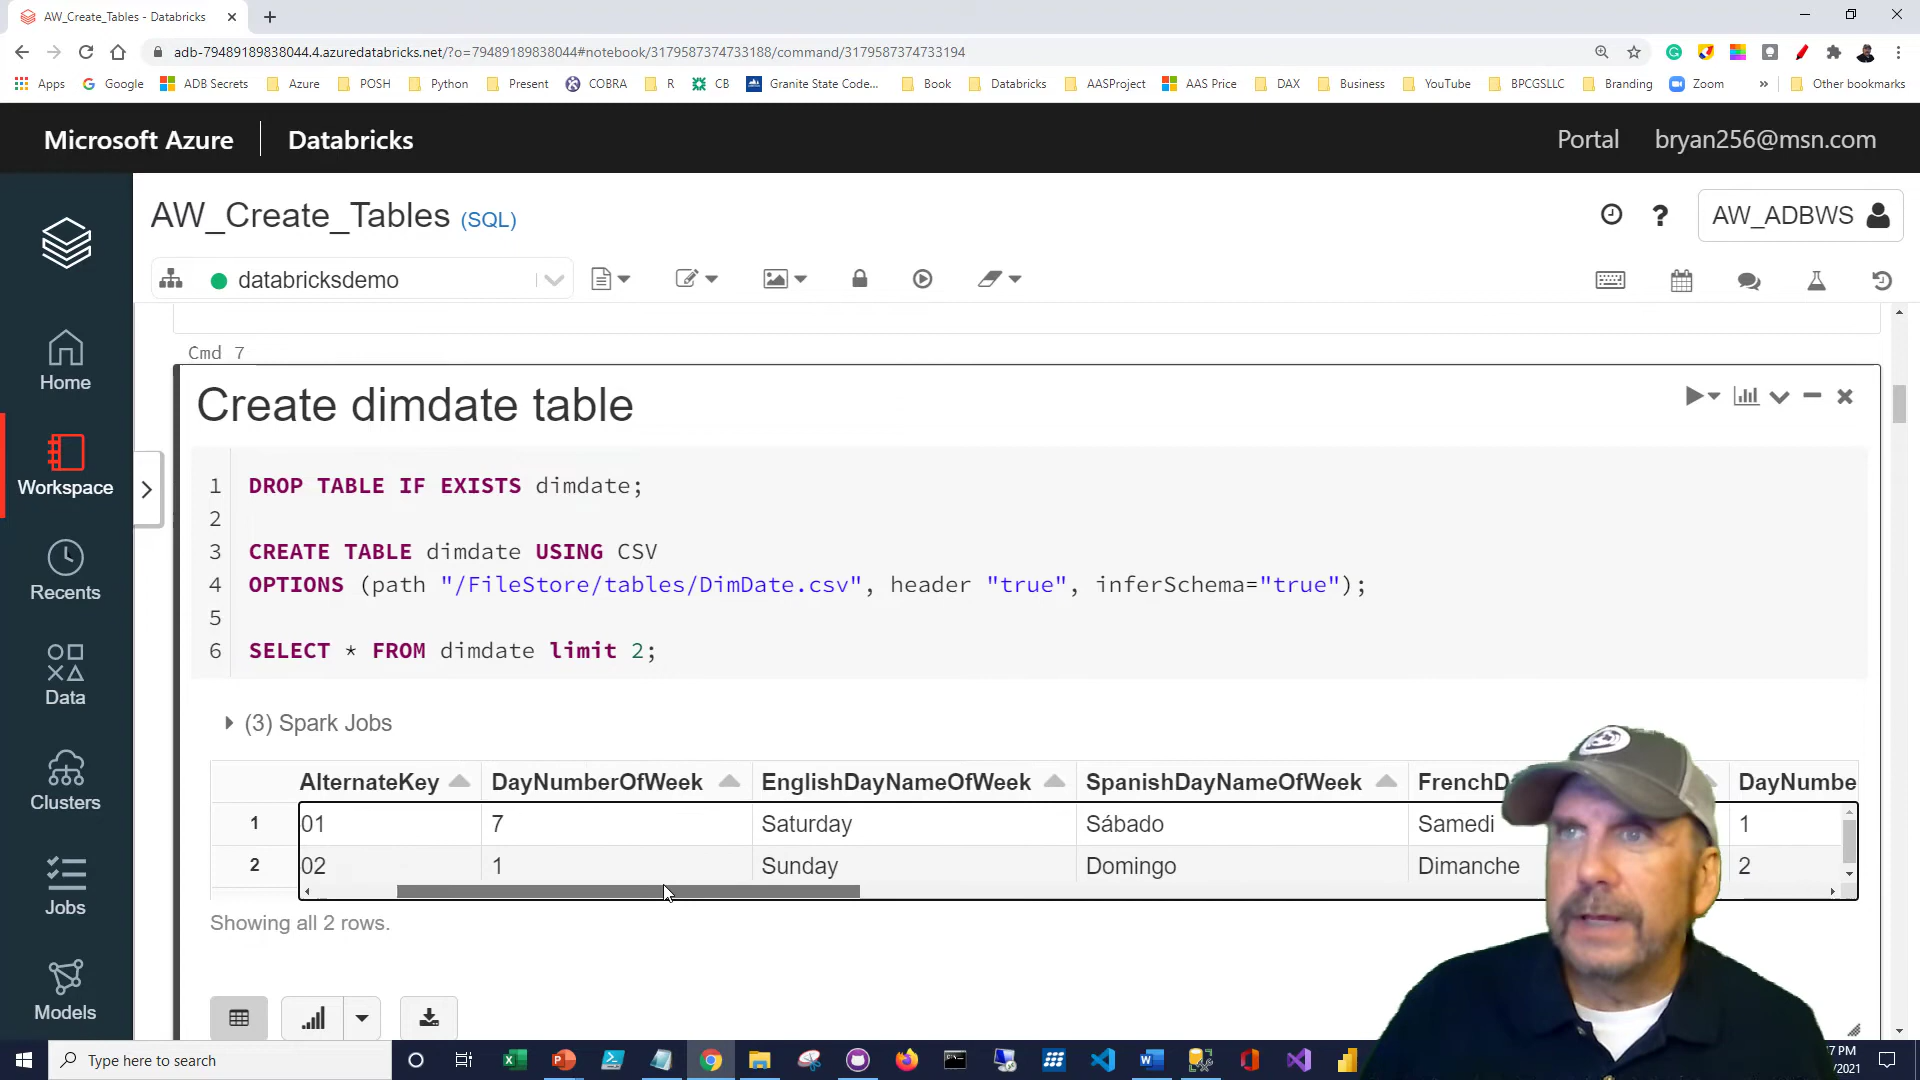 AW_Create_Tables - Databricks
adb-79489189838044.4.azuredatabricks.net/?o=79489189838044#notebook/3179587374733188/command/3179587374733194
Apps Google ADB Secrets Azure POSH Python Present COBRA R CB Granite State Code... Book Databricks AASProject AAS Price DAX Business YouTube BPCGSLLC Branding Zoom » Other bookmarks
Microsoft Azure Databricks Portal bryan256@msn.com
AW_Create_Tables (SQL) ? AW_ADBWS
databricksdemo
Home
Workspace
Recents
Data
Clusters
Jobs
Models
Cmd 7
Create dimdate table
1 DROP TABLE IF EXISTS dimdate;
2
3 CREATE TABLE dimdate USING CSV
4 OPTIONS (path "/FileStore/tables/DimDate.csv", header "true", inferSchema="true");
5
6 SELECT * FROM dimdate limit 2;
(3) Spark Jobs
AlternateKey DayNumberOfWeek EnglishDayNameOfWeek SpanishDayNameOfWeek FrenchD DayNumbe
1 01 7 Saturday Sábado Samedi 1
2 02 1 Sunday Domingo Dimanche 2
Showing all 2 rows.
Type here to search
7 PM
/2021